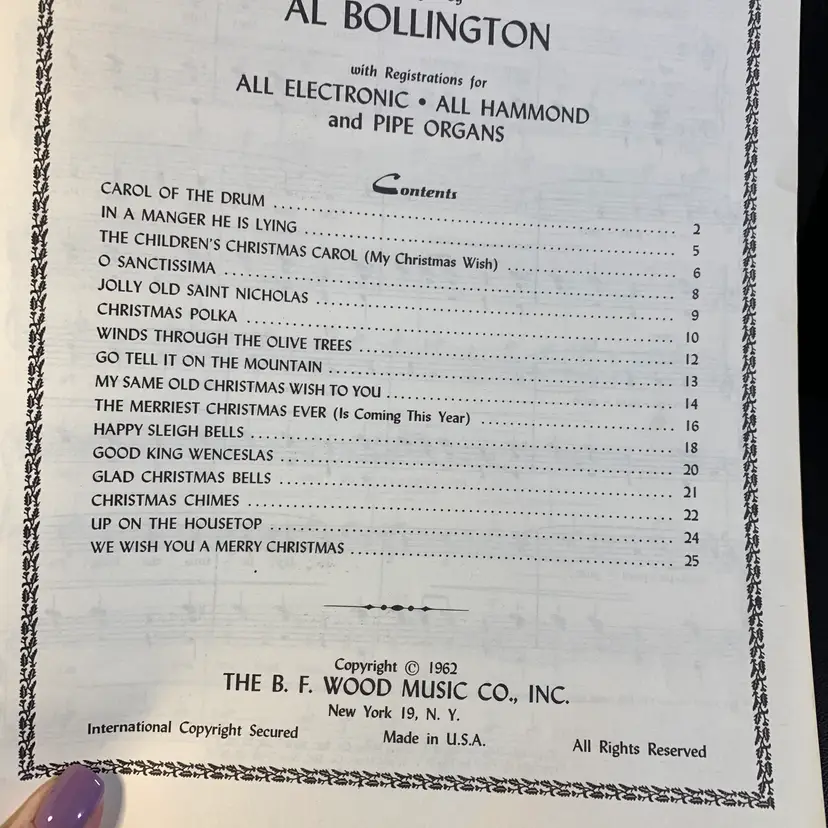 AL BOLLINGTON
with Registrations for
ALL ELECTRONIC • ALL HAMMOND
and PIPE ORGANS
Contents
CAROL OF THE DRUM ........ 2
IN A MANGER HE IS LYING ........ 5
THE CHILDREN'S CHRISTMAS CAROL (My Christmas Wish) ........ 6
O SANCTISSIMA ........ 8
JOLLY OLD SAINT NICHOLAS ........ 9
CHRISTMAS POLKA ........ 10
WINDS THROUGH THE OLIVE TREES ........ 12
GO TELL IT ON THE MOUNTAIN ........ 13
MY SAME OLD CHRISTMAS WISH TO YOU ........ 14
THE MERRIEST CHRISTMAS EVER (Is Coming This Year) ........ 16
HAPPY SLEIGH BELLS ........ 18
GOOD KING WENCESLAS ........ 20
GLAD CHRISTMAS BELLS ........ 21
CHRISTMAS CHIMES ........ 22
UP ON THE HOUSETOP ........ 24
WE WISH YOU A MERRY CHRISTMAS ........ 25
Copyright © 1962
THE B. F. WOOD MUSIC CO., INC.
New York 19, N. Y.
International Copyright Secured Made in U.S.A. All Rights Reserved